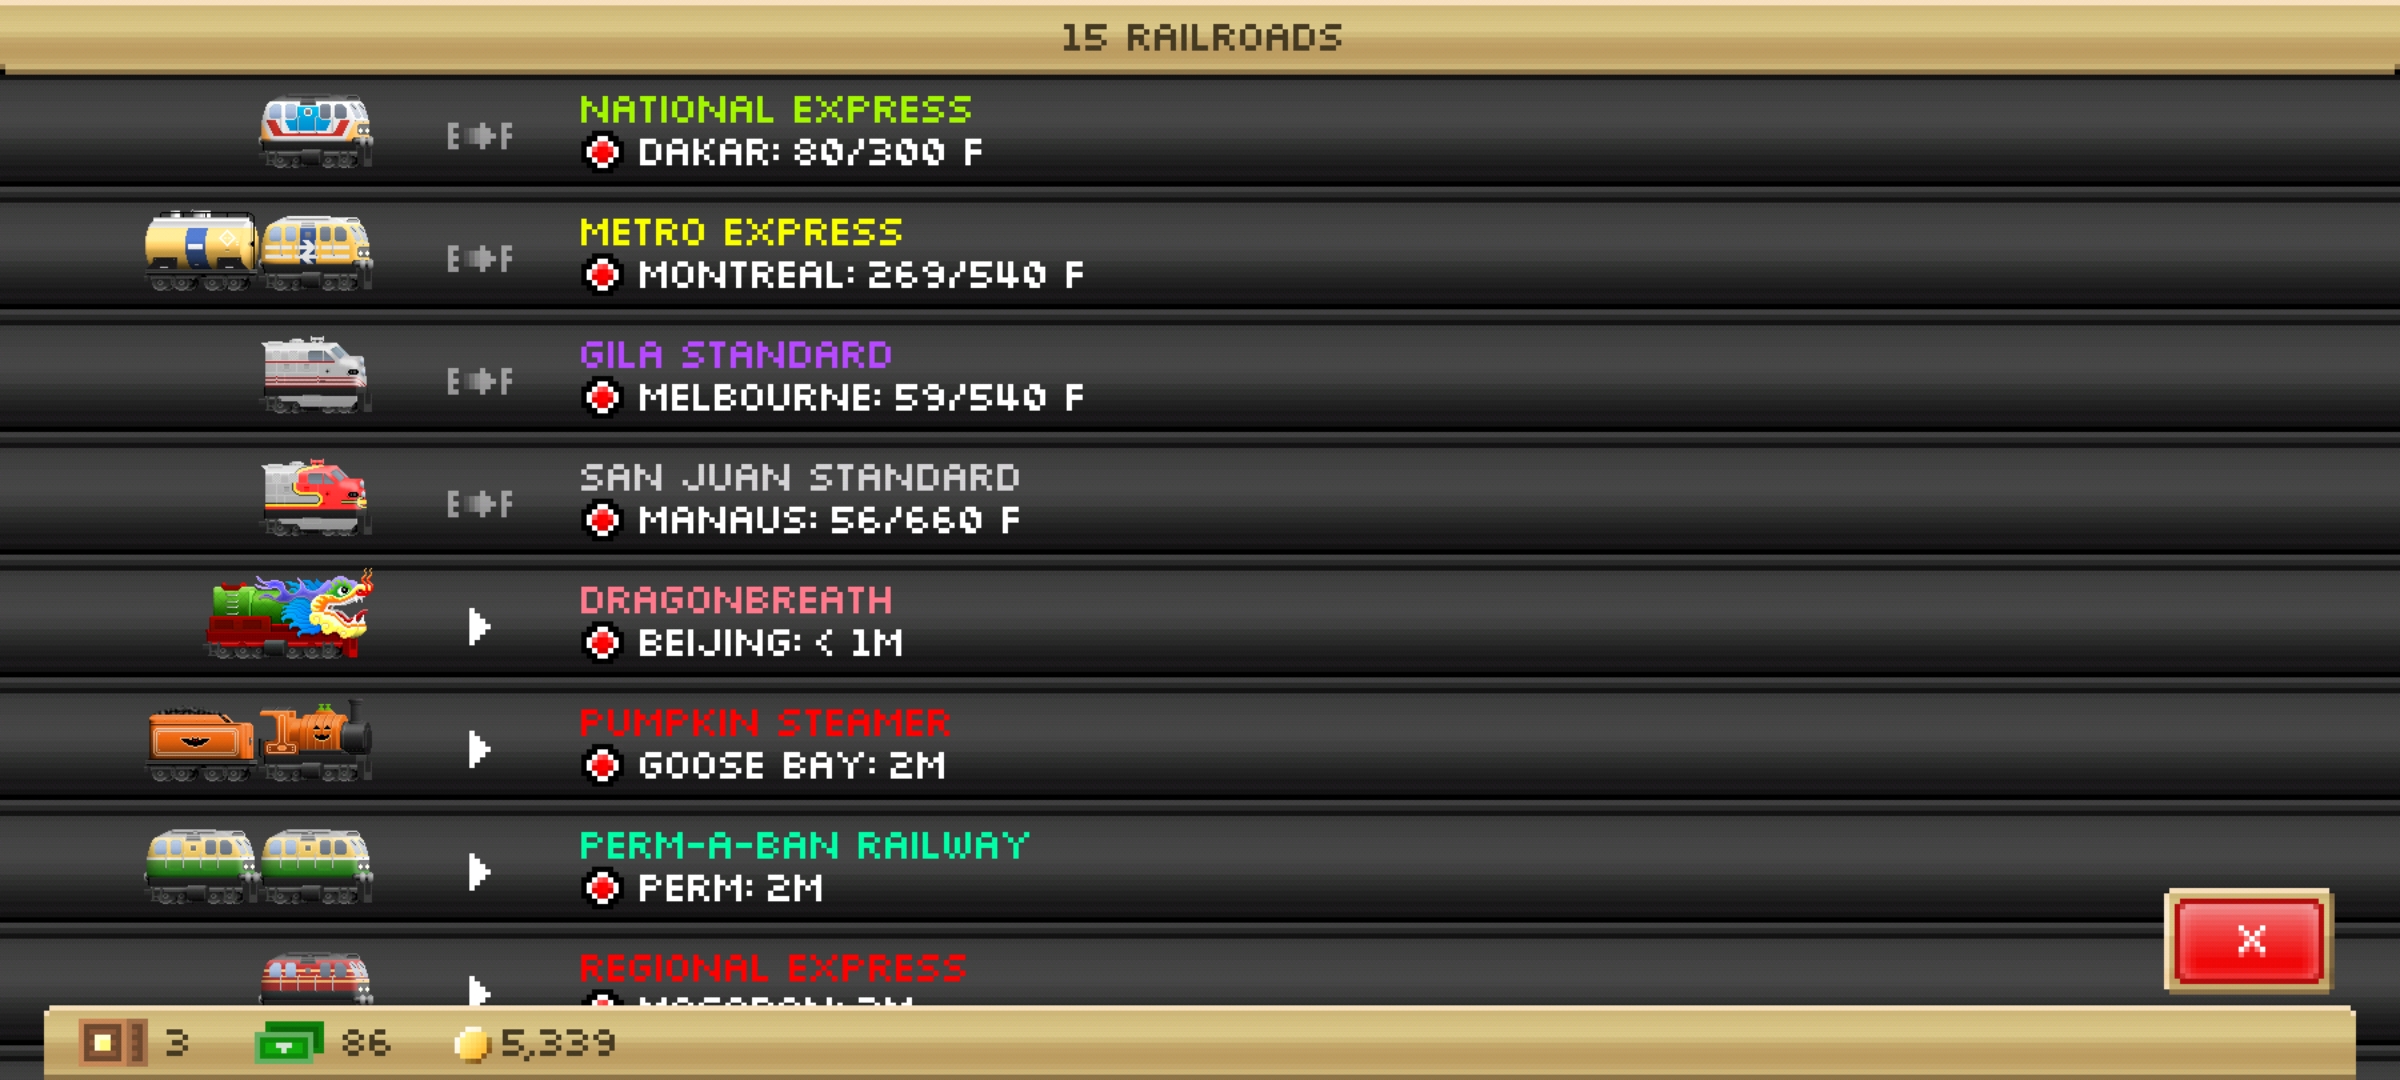 15 RAILROADS
E F
NATIONAL EXPRESS
DAKAR: 80/300 F
E F
METRO EXPRESS
MONTREAL: 269/540 F
E F
GILA STANDARD
MELBOURNE: 59/540 F
E F
SAN JUAN STANDARD
MANAUS: 56/660 F
DRAGONBREATH
BEIJING: < 1M
PUMPKIN STEAMER
GOOSE BAY: 2M
PERM-A-BAN RAILWAY
PERM: 2M
REGIONAL EXPRESS
X
3 86 5,339